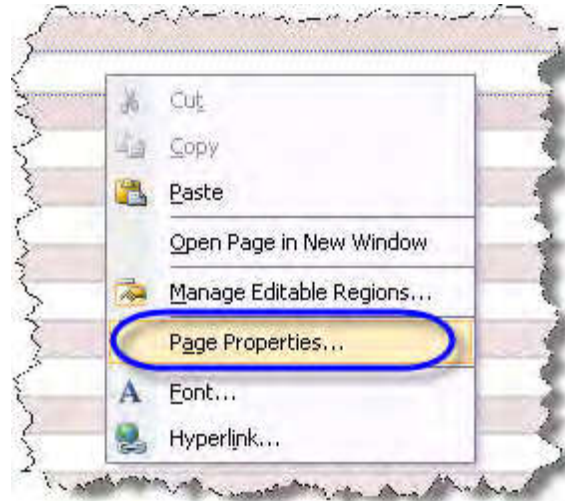 Cut
Copy
Paste
Open Page in New Window
Manage Editable Regions...
Page Properties...
Font...
Hyperlink...